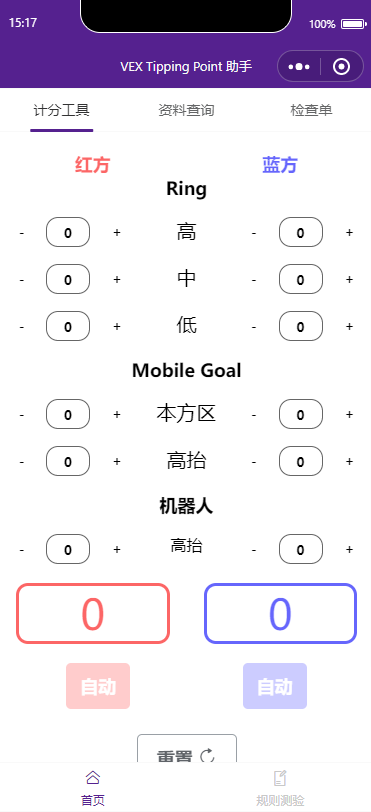 15:17 100%
VEX Tipping Point 助手
计分工具 资料查询 检查单
红方 蓝方
Ring
- 0 + 高 - 0 +
- 0 + 中 - 0 +
- 0 + 低 - 0 +
Mobile Goal
- 0 + 本方区 - 0 +
- 0 + 高抬 - 0 +
机器人
- 0 + 高抬 - 0 +
0 0
自动 自动
重置
首页 规则测验